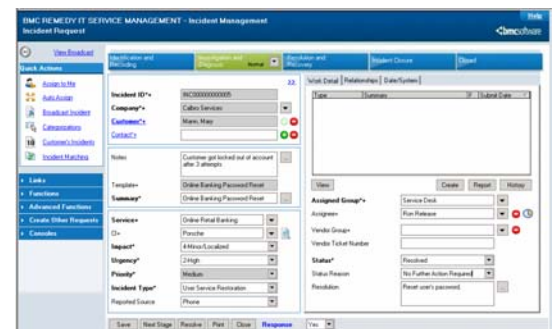 BMC REMEDY IT SERVICE MANAGEMENT - Incident Management
Help
Incident Request
<bmcsoftware
View Broadcast
Quick Actions
Assign to Me
Auto Assign
Broadcast Incident
Categorizations
Customer's Incidents
Incident Matching
Links
Functions
Advanced Functions
Create Other Requests
Consoles
Identification and Recording
Investigation and Diagnosis
Normal
Resolution and Recovery
Incident Closure
Closed
Incident ID*+
INC000000000005
Company*+
Calbro Services
Customer*+
Mann, Mary
Contact+
Notes
Customer got locked out of account after 3 attempts
Template+
Online Banking Password Reset
Summary*
Online Banking Password Reset
Service+
Online Retail Banking
CI+
Porsche
Impact*
4-Minor/Localized
Urgency*
2-High
Priority*
Medium
Incident Type*
User Service Restoration
Reported Source
Phone
Work Detail
Relationships
Date/System
Type
Summary
Submit Date
View
Create
Report
History
Assigned Group*+
Service Desk
Assignee+
Ron Release
Vendor Group+
Vendor Ticket Number
Status*
Resolved
Status Reason
No Further Action Required
Resolution
Reset user's password.
Save
Next Stage
Resolve
Print
Close
Response
Yes